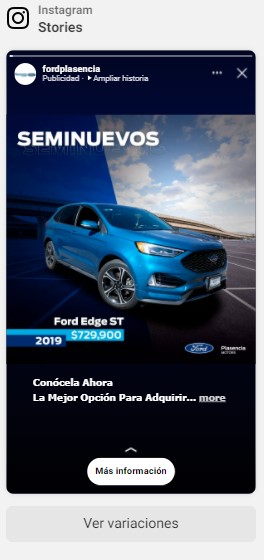 Instagram
Stories
fordplasencia
Publicidad · Ampliar historia
SEMINUEVOS
Ford Edge ST
2019 $729,900
Ford Plasencia
Conócela Ahora
La Mejor Opción Para Adquirir... more
Más información
Ver variaciones